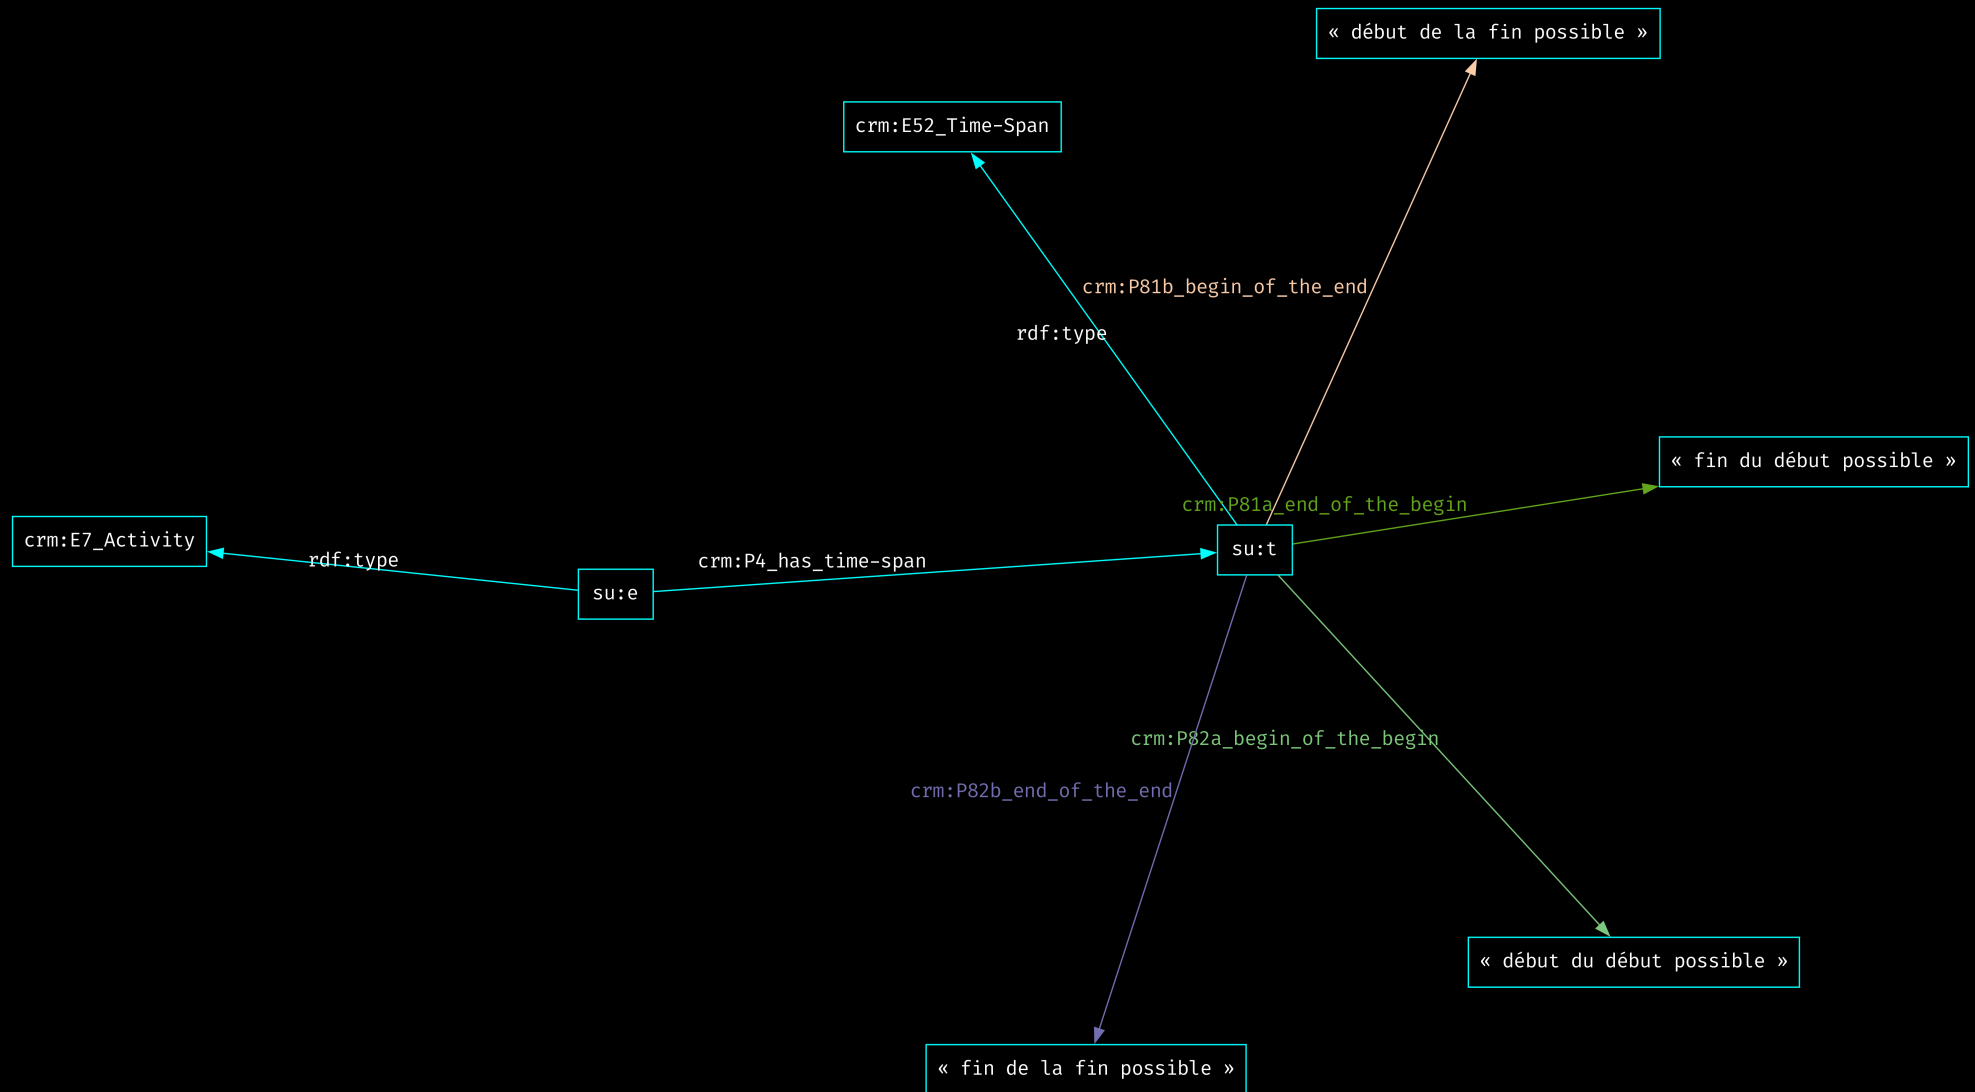 « début de la fin possible »
crm:E52_Time-Span
crm:P81b_begin_of_the_end
rdf:type
« fin du début possible »
crm:P81a_end_of_the_begin
crm:E7_Activity
rdf:type
crm:P4_has_time-span
su:t
su:e
crm:P82a_begin_of_the_begin
crm:P82b_end_of_the_end
« début du début possible »
« fin de la fin possible »